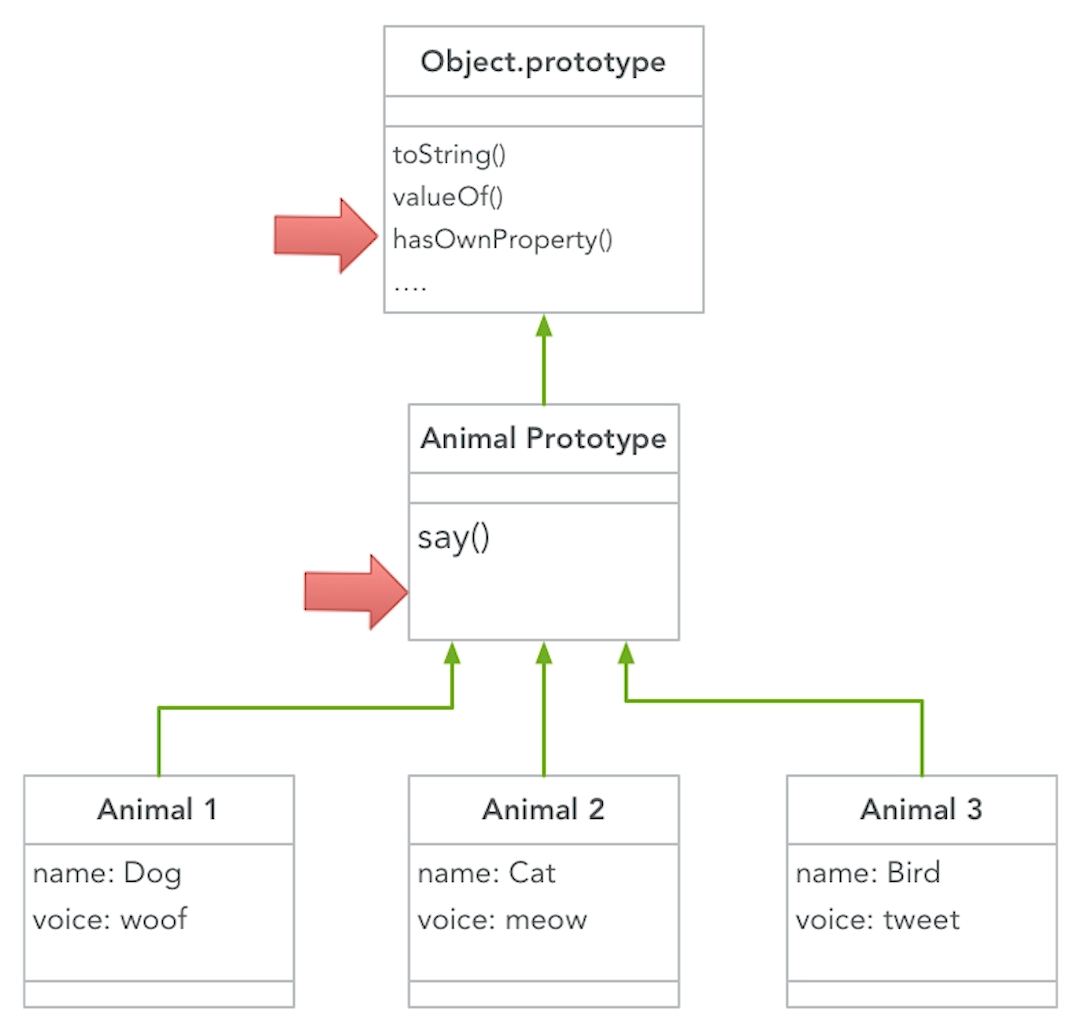 Object.prototype
toString()
valueOf()
hasOwnProperty()
....
Animal Prototype
say()
Animal 1
name: Dog
voice: woof
Animal 2
name: Cat
voice: meow
Animal 3
name: Bird
voice: tweet